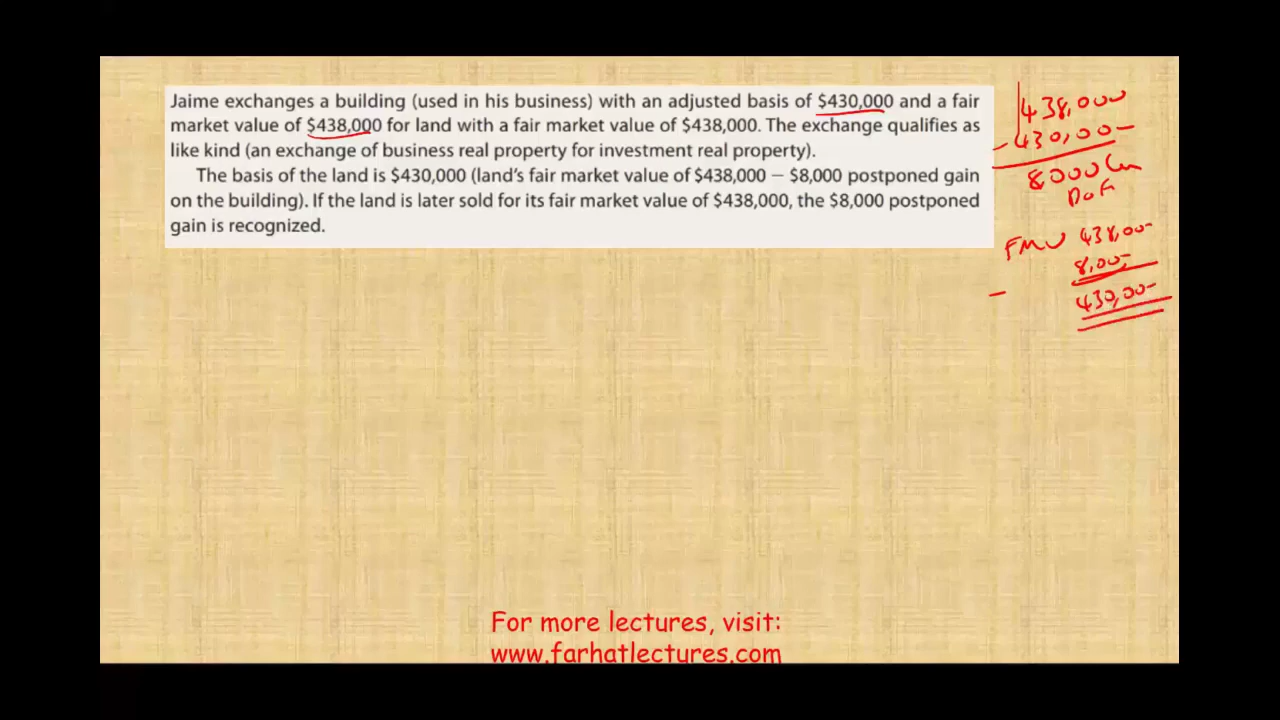 Jaime exchanges a building (used in his business) with an adjusted basis of $430,000 and a fair
market value of $438,000 for land with a fair market value of $438,000. The exchange qualifies as
like kind (an exchange of business real property for investment real property).
The basis of the land is $430,000 (land's fair market value of $438,000 − $8,000 postponed gain
on the building). If the land is later sold for its fair market value of $438,000, the $8,000 postponed
gain is recognized.
438,000
- 430,00-
8000
FMV 438,00-
8,00-
- 430,00-
For more lectures, visit:
www.farhatlectures.com